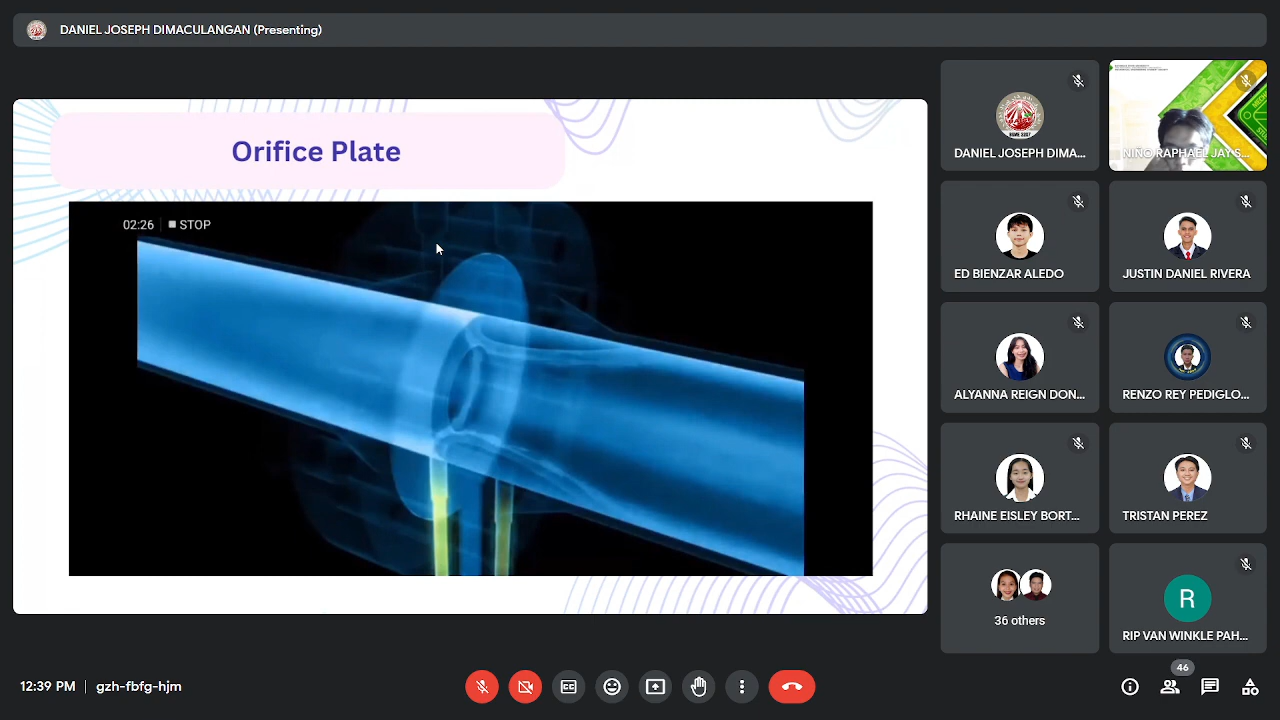 DANIEL JOSEPH DIMACULANGAN (Presenting)
Orifice Plate
02:26
STOP
DANIEL JOSEPH DIMA...
NIÑO RAPHAEL JAY S...
ED BIENZAR ALEDO
JUSTIN DANIEL RIVERA
ALYANNA REIGN DON...
RENZO REY PEDIGLO...
RHAINE EISLEY BORT...
TRISTAN PEREZ
36 others
R
RIP VAN WINKLE PAH...
12:39 PM
gzh-fbfg-hjm
46